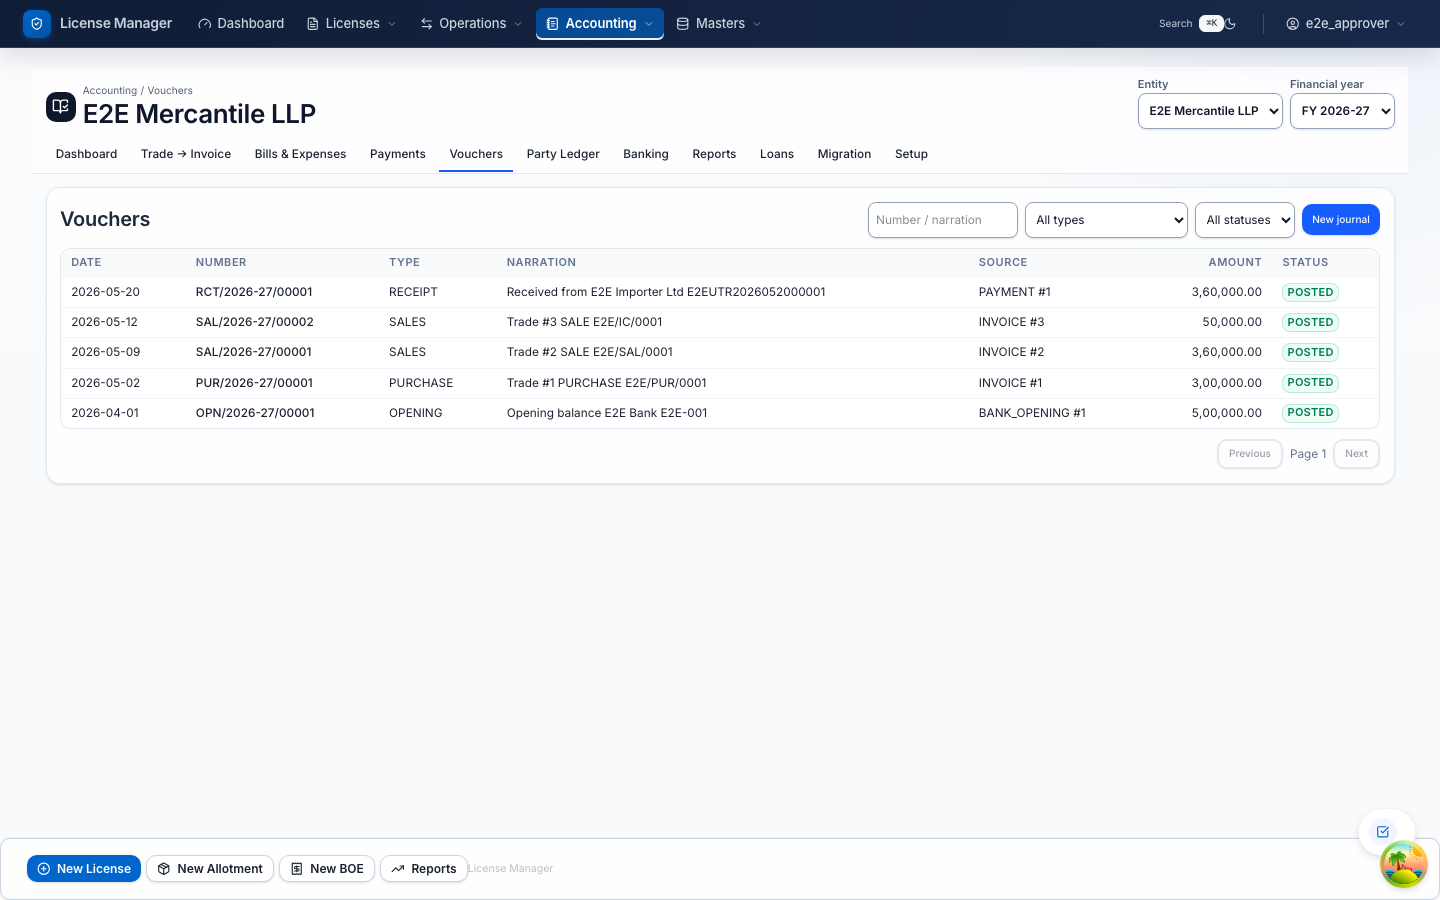 License Manager Dashboard Licenses Operations Accounting Masters Search ⌘K e2e_approver
Accounting / Vouchers
E2E Mercantile LLP
Entity Financial year
E2E Mercantile LLP FY 2026-27
Dashboard Trade → Invoice Bills & Expenses Payments Vouchers Party Ledger Banking Reports Loans Migration Setup
Vouchers Number / narration All types All statuses New journal
DATE NUMBER TYPE NARRATION SOURCE AMOUNT STATUS
2026-05-20 RCT/2026-27/00001 RECEIPT Received from E2E Importer Ltd E2EUTR2026052000001 PAYMENT #1 3,60,000.00 POSTED
2026-05-12 SAL/2026-27/00002 SALES Trade #3 SALE E2E/IC/0001 INVOICE #3 50,000.00 POSTED
2026-05-09 SAL/2026-27/00001 SALES Trade #2 SALE E2E/SAL/0001 INVOICE #2 3,60,000.00 POSTED
2026-05-02 PUR/2026-27/00001 PURCHASE Trade #1 PURCHASE E2E/PUR/0001 INVOICE #1 3,00,000.00 POSTED
2026-04-01 OPN/2026-27/00001 OPENING Opening balance E2E Bank E2E-001 BANK_OPENING #1 5,00,000.00 POSTED
Previous Page 1 Next
New License New Allotment New BOE Reports License Manager